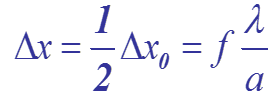 Δx = 1/2 Δx₀ = f λ/a